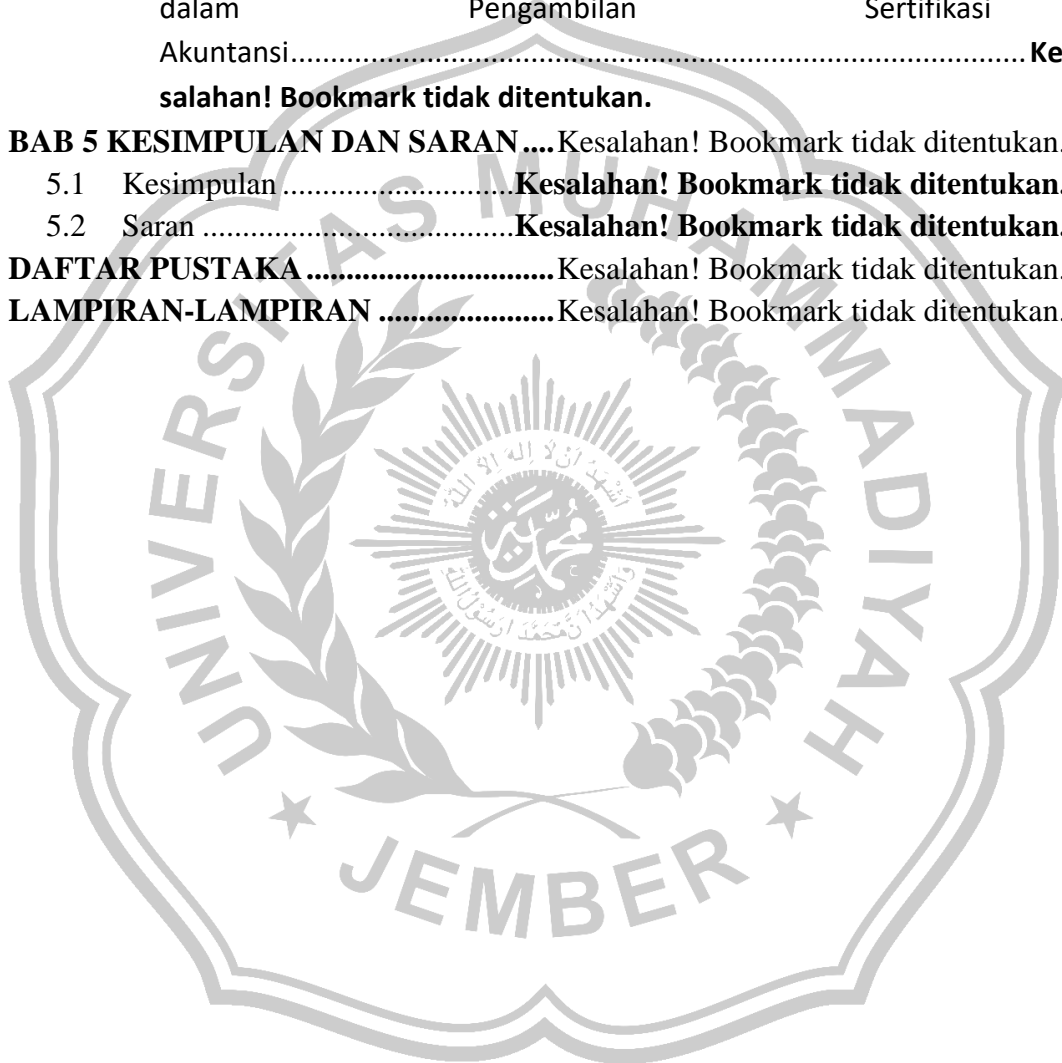 dalam Pengambilan Sertifikasi
Akuntansi............................................................................................Ke
salahan! Bookmark tidak ditentukan.
BAB 5 KESIMPULAN DAN SARAN....Kesalahan! Bookmark tidak ditentukan.
5.1 Kesimpulan.............................Kesalahan! Bookmark tidak ditentukan.
5.2 Saran.......................................Kesalahan! Bookmark tidak ditentukan.
DAFTAR PUSTAKA...............................Kesalahan! Bookmark tidak ditentukan.
LAMPIRAN-LAMPIRAN......................Kesalahan! Bookmark tidak ditentukan.
UNIVERSITAS MUHAMMADIYAH
JEMBER